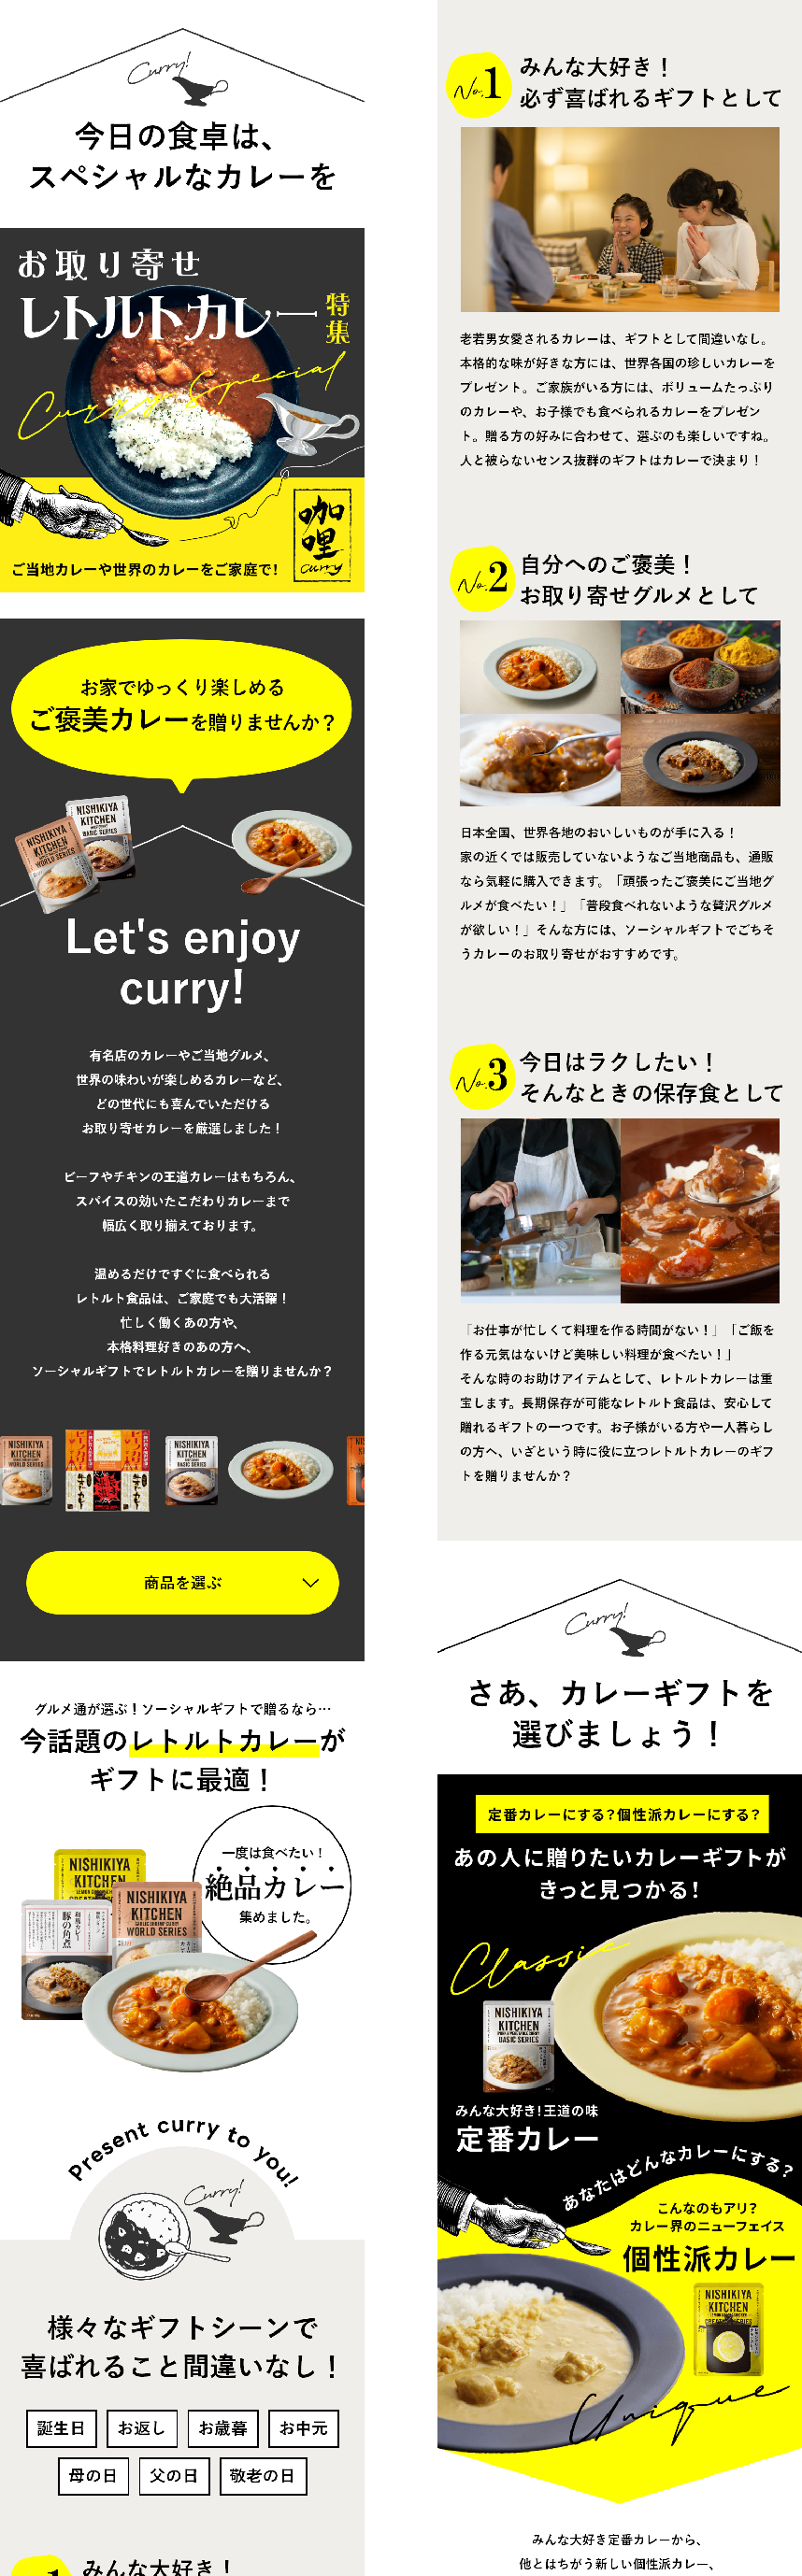 Curry!
今日の食卓は、
スペシャルなカレーを
お取り寄せ
レトルトカレー特集
Curry Special
咖哩
curry
ご当地カレーや世界のカレーをご家庭で!
お家でゆっくり楽しめる
ご褒美カレーを贈りませんか？
NISHIKIYA
KITCHEN
BASIC SERIES
NISHIKIYA
KITCHEN
WORLD SERIES
Let's enjoy
curry!
有名店のカレーやご当地グルメ、
世界の味わいが楽しめるカレーなど、
どの世代にも喜んでいただける
お取り寄せカレーを厳選しました！
ビーフやチキンの王道カレーはもちろん、
スパイスの効いたこだわりカレーまで
幅広く取り揃えております。
温めるだけですぐに食べられる
レトルト食品は、ご家庭でも大活躍！
忙しく働くあの方や、
本格料理好きのあの方へ、
ソーシャルギフトでレトルトカレーを贈りませんか？
NISHIKIYA
KITCHEN
WORLD SERIES
NISHIKIYA
KITCHEN
BASIC SERIES
商品を選ぶ
グルメ通が選ぶ！ソーシャルギフトで贈るなら…
今話題のレトルトカレーが
ギフトに最適！
一度は食べたい！
絶品カレー
集めました。
NISHIKIYA
KITCHEN
NISHIKIYA
KITCHEN
GARLIC SHRIMP CURRY
WORLD SERIES
豚の角煮
Present curry to you!
Curry!
様々なギフトシーンで
喜ばれること間違いなし！
誕生日 お返し お歳暮 お中元
母の日 父の日 敬老の日
みんな大好き！
No.1
みんな大好き！
必ず喜ばれるギフトとして
老若男女愛されるカレーは、ギフトとして間違いなし。
本格的な味が好きな方には、世界各国の珍しいカレーを
プレゼント。ご家族がいる方には、ボリュームたっぷり
のカレーや、お子様でも食べられるカレーをプレゼン
ト。贈る方の好みに合わせて、選ぶのも楽しいですね。
人と被らないセンス抜群のギフトはカレーで決まり！
No.2
自分へのご褒美！
お取り寄せグルメとして
日本全国、世界各地のおいしいものが手に入る！
家の近くでは販売していないようなご当地商品も、通販
なら気軽に購入できます。「頑張ったご褒美にご当地グ
ルメが食べたい！」「普段食べれないような贅沢グルメ
が欲しい！」そんな方には、ソーシャルギフトでごちそ
うカレーのお取り寄せがおすすめです。
No.3
今日はラクしたい！
そんなときの保存食として
「お仕事が忙しくて料理を作る時間がない！」「ご飯を
作る元気はないけど美味しい料理が食べたい！」
そんな時のお助けアイテムとして、レトルトカレーは重
宝します。長期保存が可能なレトルト食品は、安心して
贈れるギフトの一つです。お子様がいる方や一人暮らし
の方へ、いざという時に役に立つレトルトカレーのギフ
トを贈りませんか？
Curry!
さあ、カレーギフトを
選びましょう！
定番カレーにする？個性派カレーにする？
あの人に贈りたいカレーギフトが
きっと見つかる！
Classic
NISHIKIYA
KITCHEN
BASIC SERIES
みんな大好き！王道の味
定番カレー
あなたはどんなカレーにする？
こんなのもアリ？
カレー界のニューフェイス
個性派カレー
NISHIKIYA
KITCHEN
Unique
みんな大好き定番カレーから、
他とはちがう新しい個性派カレー、